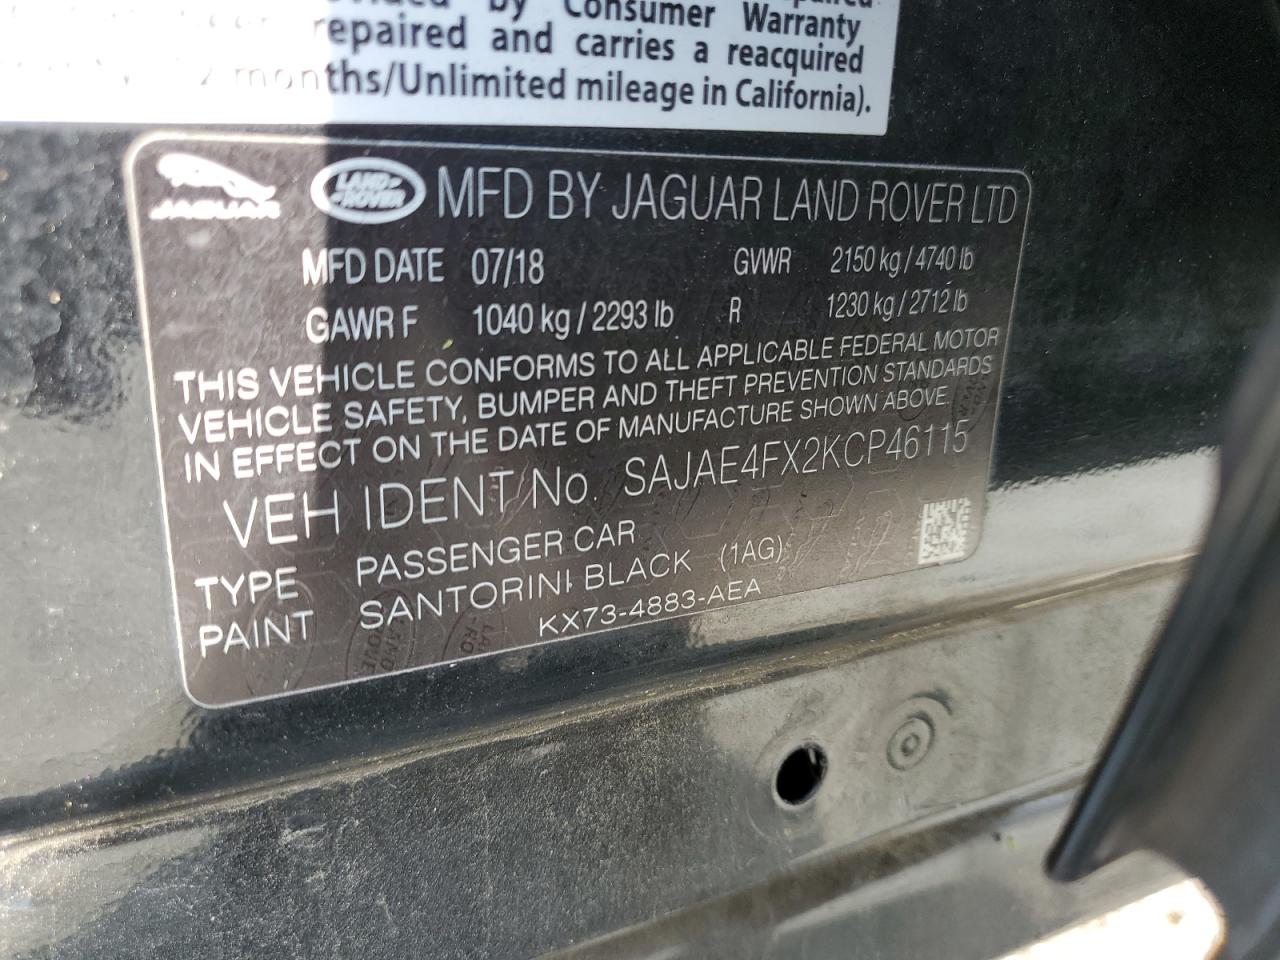 by Consumer Warranty
repaired and carries a reacquired
months/Unlimited mileage in California).
JAGUAR LAND ROVER MFD BY JAGUAR LAND ROVER LTD
MFD DATE 07/18 GVWR 2150 kg / 4740 lb
GAWR F 1040 kg / 2293 lb R 1230 kg / 2712 lb
THIS VEHICLE CONFORMS TO ALL APPLICABLE FEDERAL MOTOR
VEHICLE SAFETY, BUMPER AND THEFT PREVENTION STANDARDS
IN EFFECT ON THE DATE OF MANUFACTURE SHOWN ABOVE.
VEH IDENT No. SAJAE4FX2KCP46115
TYPE PASSENGER CAR
PAINT SANTORINI BLACK (1AG)
KX73-4883-AEA